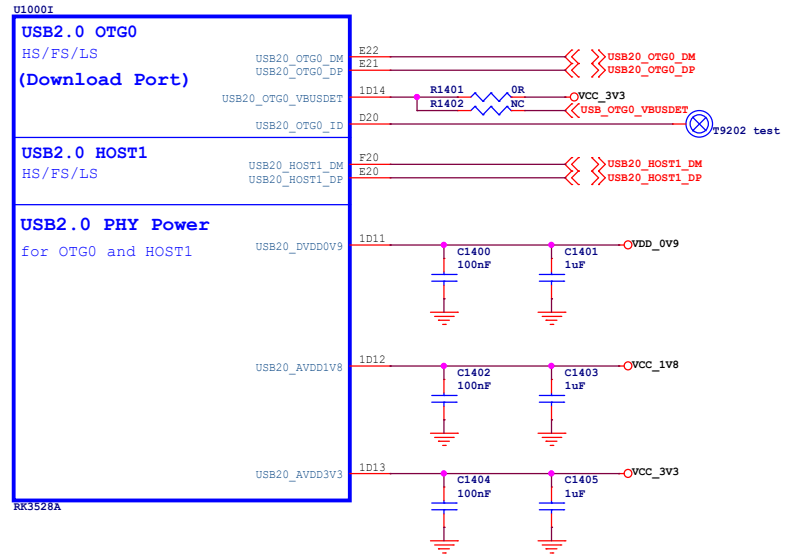 U1000I
USB2.0 OTG0
HS/FS/LS
(Download Port)
USB20_OTG0_DM E22 USB20_OTG0_DM
USB20_OTG0_DP E21 USB20_OTG0_DP
USB20_OTG0_VBUSDET 1D14 R1401 0R VCC_3V3
R1402 NC USB_OTG0_VBUSDET
USB20_OTG0_ID D20 T9202 test
USB2.0 HOST1
HS/FS/LS
USB20_HOST1_DM F20 USB20_HOST1_DM
USB20_HOST1_DP E20 USB20_HOST1_DP
USB2.0 PHY Power
for OTG0 and HOST1
USB20_DVDD0V9 1D11 VDD_0V9
C1400 C1401
100nF 1uF
USB20_AVDD1V8 1D12 VCC_1V8
C1402 C1403
100nF 1uF
USB20_AVDD3V3 1D13 VCC_3V3
C1404 C1405
100nF 1uF
RK3528A